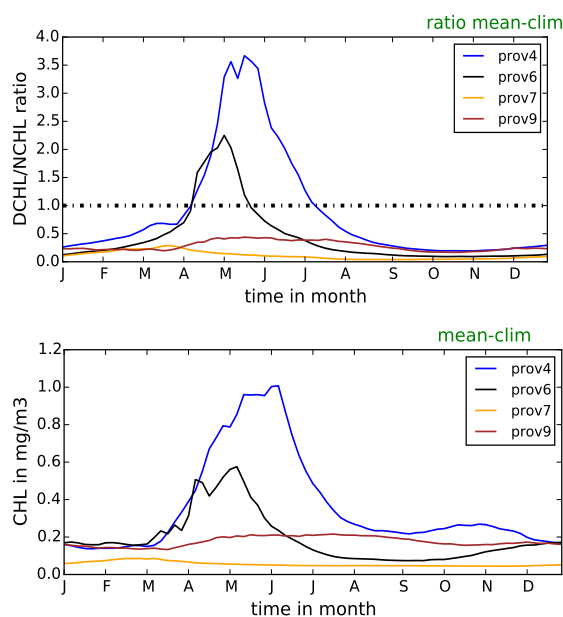 ratio mean-clim
4.0
3.5
3.0
2.5
2.0
1.5
1.0
0.5
0.0
DCHL/NCHL ratio
prov4
prov6
prov7
prov9
J F M A M J J A S O N D
time in month
mean-clim
1.2
1.0
0.8
0.6
0.4
0.2
0.0
CHL in mg/m3
prov4
prov6
prov7
prov9
J F M A M J J A S O N D
time in month